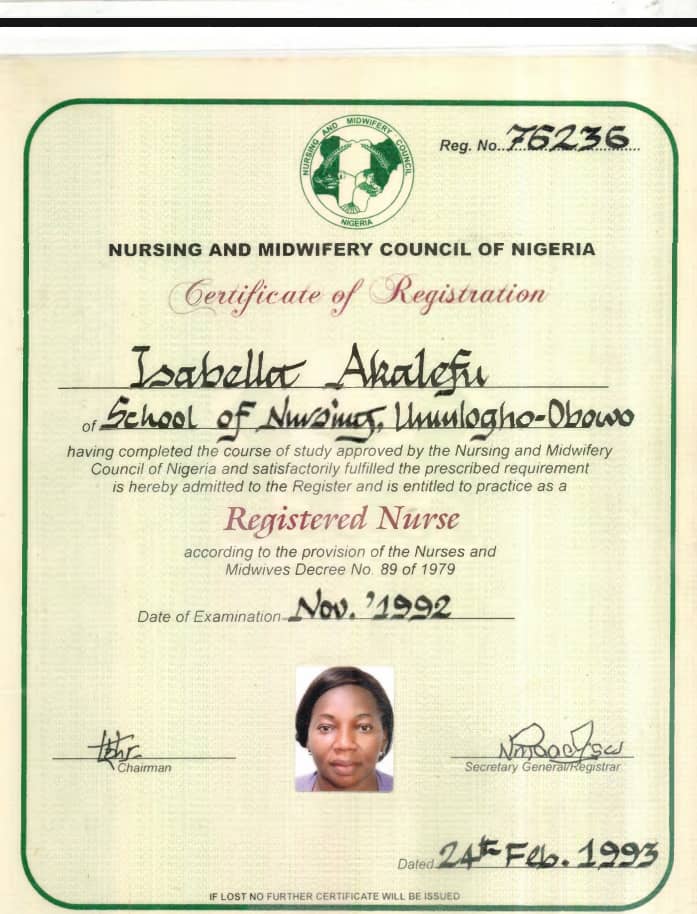 NURSING AND MIDWIFERY COUNCIL
NIGERIA
Reg. No. 76236
NURSING AND MIDWIFERY COUNCIL OF NIGERIA
Certificate of Registration
Isabella Akalefu
of School of Nursing, Umulogho-Obowo
having completed the course of study approved by the Nursing and Midwifery
Council of Nigeria and satisfactorily fulfilled the prescribed requirement
is hereby admitted to the Register and is entitled to practice as a
Registered Nurse
according to the provision of the Nurses and
Midwives Decree No. 89 of 1979
Date of Examination Nov. '1992
Chairman
Secretary General/Registrar
Dated 24th Feb. 1993
IF LOST NO FURTHER CERTIFICATE WILL BE ISSUED